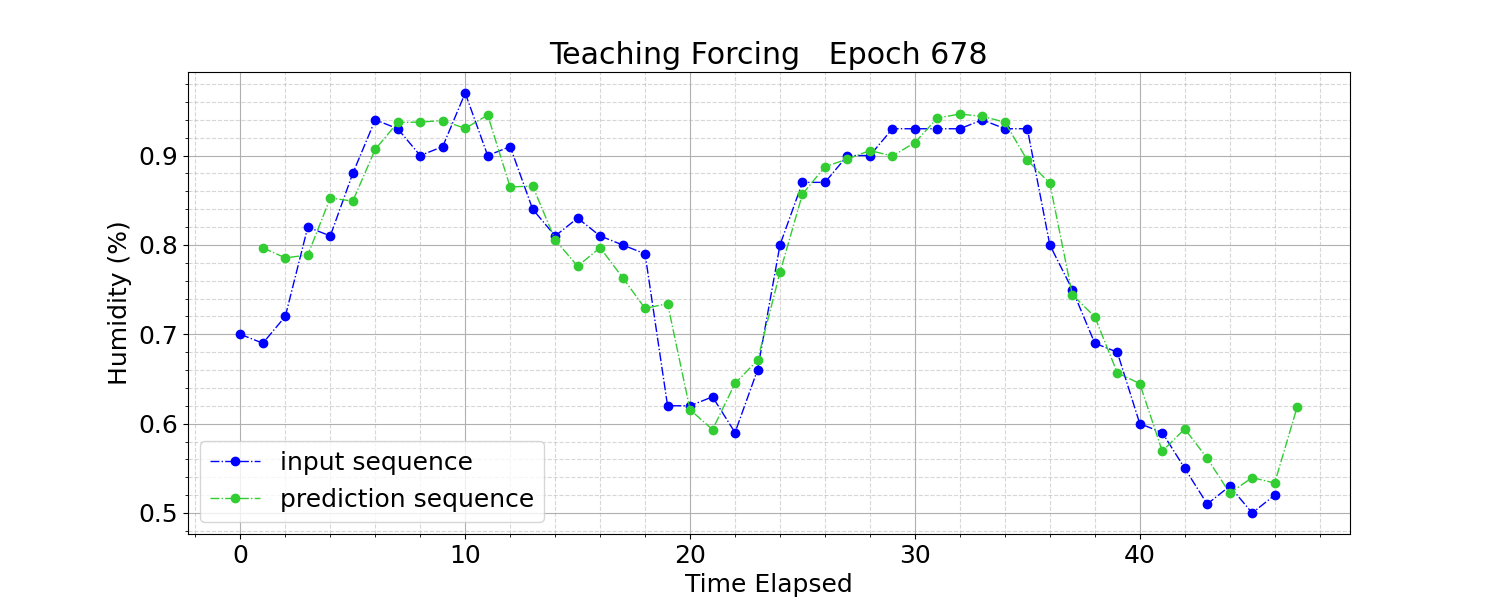 Teaching Forcing   Epoch 678
Humidity (%)
0.9
0.8
0.7
0.6
0.5
input sequence
prediction sequence
0 10 20 30 40
Time Elapsed